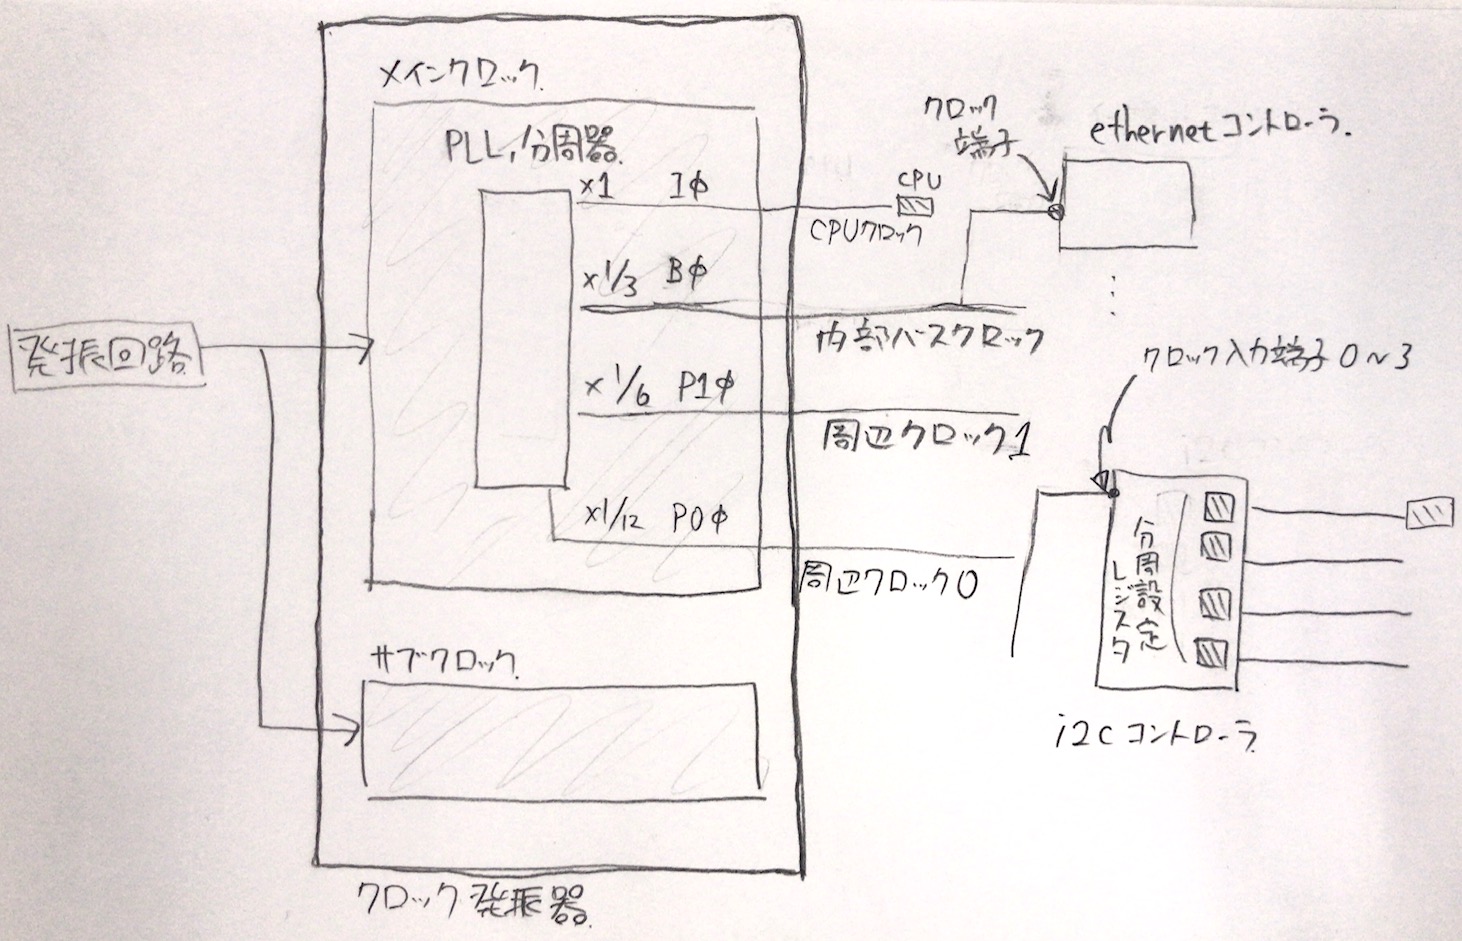 メインクロック
PLL,分周器
×1 Iφ
CPU
CPUクロック
クロック
端子
ethernetコントローラ.
×1/3 Bφ
内部バスクロック
発振回路
×1/6 P1φ
周辺クロック1
クロック入力端子0~3
×1/12 P0φ
周辺クロック0
分周設定
レジスタ
i2cコントローラ
サブクロック
クロック発振器